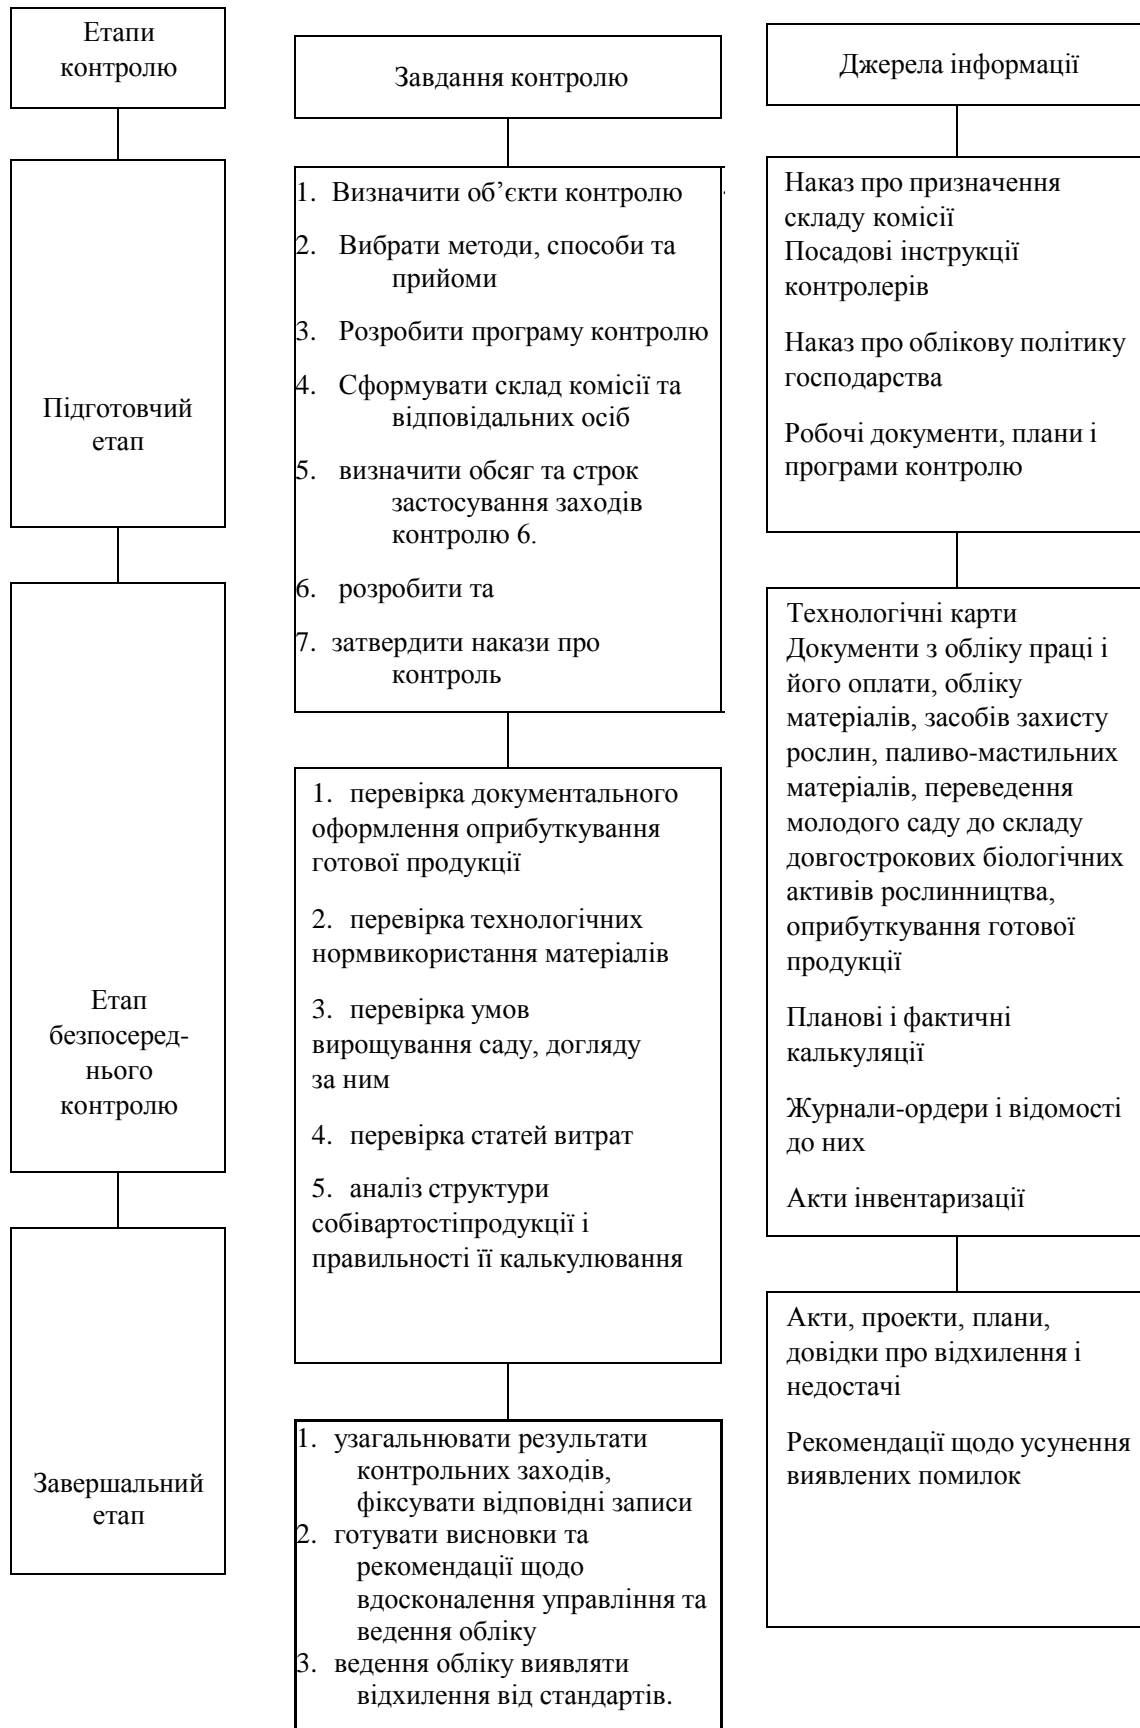 Етапи
контролю
Підготовчий
етап
Етап
безпосеред-
нього
контролю
Завершальний
етап
Завдання контролю
1. Визначити об’єкти контролю
2. Вибрати методи, способи та
прийоми
3. Розробити програму контролю
4. Сформувати склад комісії та
відповідальних осіб
5. визначити обсяг та строк
застосування заходів
контролю 6.
6. розробити та
7. затвердити накази про
контроль
1. перевірка документального
оформлення оприбуткування
готової продукції
2. перевірка технологічних
нормвикористання матеріалів
3. перевірка умов
вирощування саду, догляду
за ним
4. перевірка статей витрат
5. аналіз структури
собівартостіпродукції і
правильності її калькулювання
1. узагальнювати результати
контрольних заходів,
фіксувати відповідні записи
2. готувати висновки та
рекомендації щодо
вдосконалення управління та
ведення обліку
3. ведення обліку виявляти
відхилення від стандартів.
Джерела інформації
Наказ про призначення
складу комісії
Посадові інструкції
контролерів
Наказ про облікову політику
господарства
Робочі документи, плани і
програми контролю
Технологічні карти
Документи з обліку праці і
його оплати, обліку
матеріалів, засобів захисту
рослин, паливо-мастильних
матеріалів, переведення
молодого саду до складу
довгострокових біологічних
активів рослинництва,
оприбуткування готової
продукції
Планові і фактичні
калькуляції
Журнали-ордери і відомості
до них
Акти інвентаризації
Акти, проекти, плани,
довідки про відхилення і
недостачі
Рекомендації щодо усунення
виявлених помилок